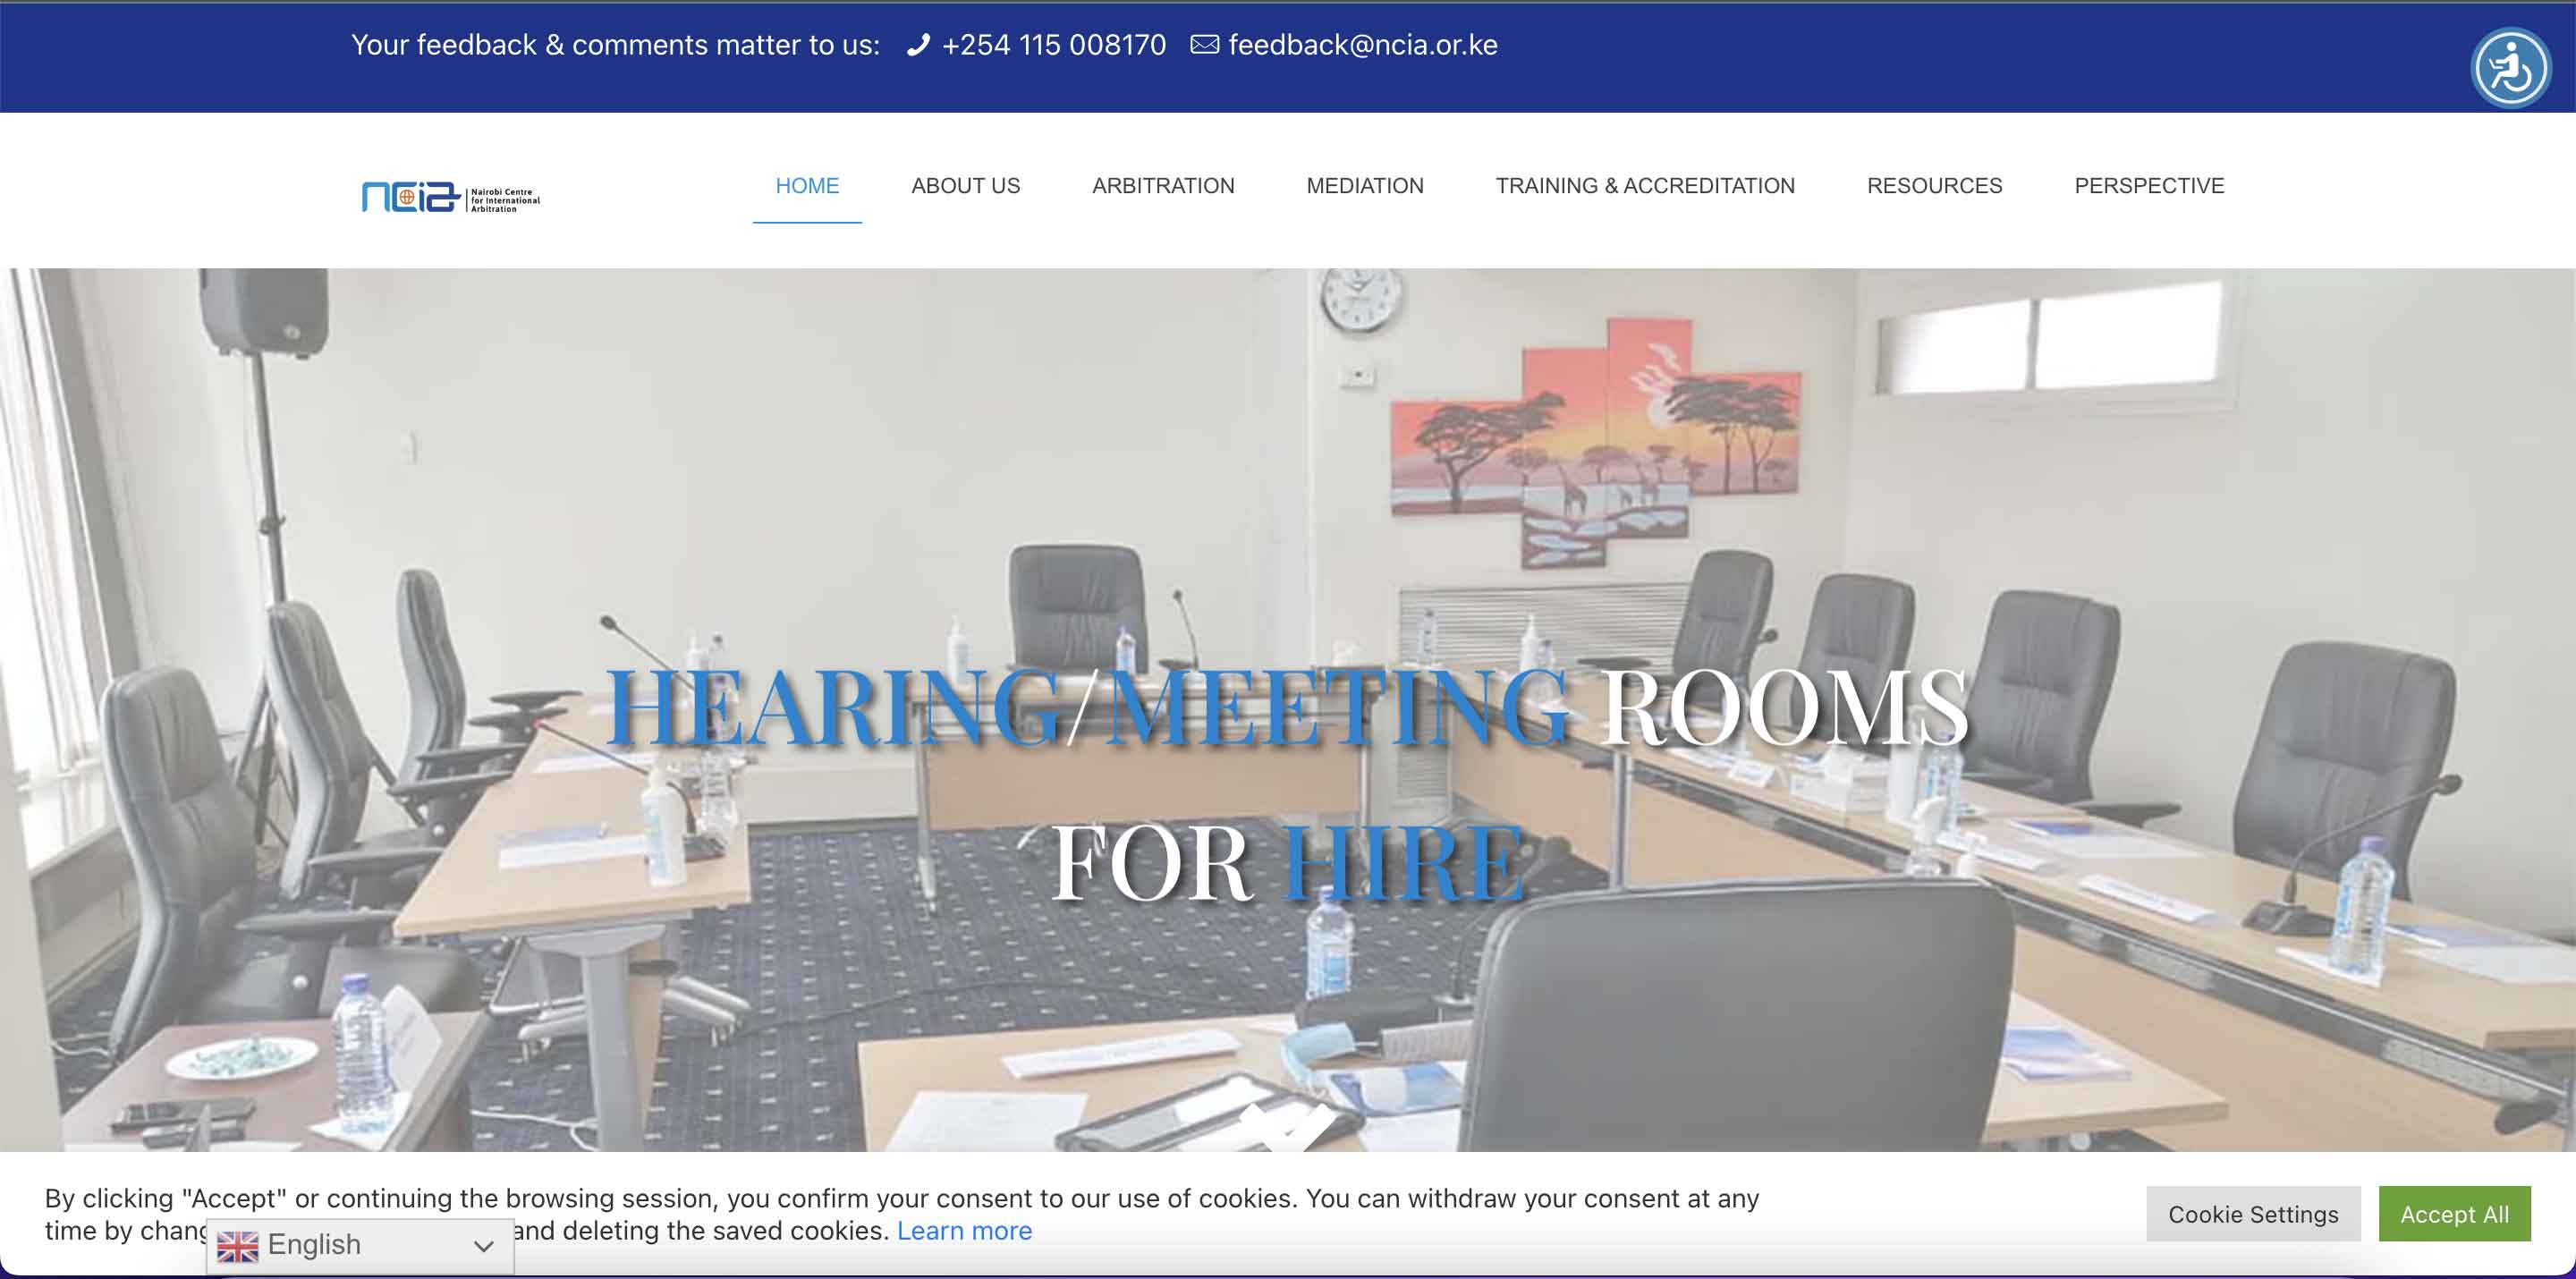 Your feedback & comments matter to us: +254 115 008170 feedback@ncia.or.ke
ncia Nairobi Centre
for International
Arbitration
HOME ABOUT US ARBITRATION MEDIATION TRAINING & ACCREDITATION RESOURCES PERSPECTIVE
HEARING/MEETING ROOMS
FOR HIRE
By clicking "Accept" or continuing the browsing session, you confirm your consent to our use of cookies. You can withdraw your consent at any
time by and deleting the saved cookies. Learn more
English
Cookie Settings
Accept All